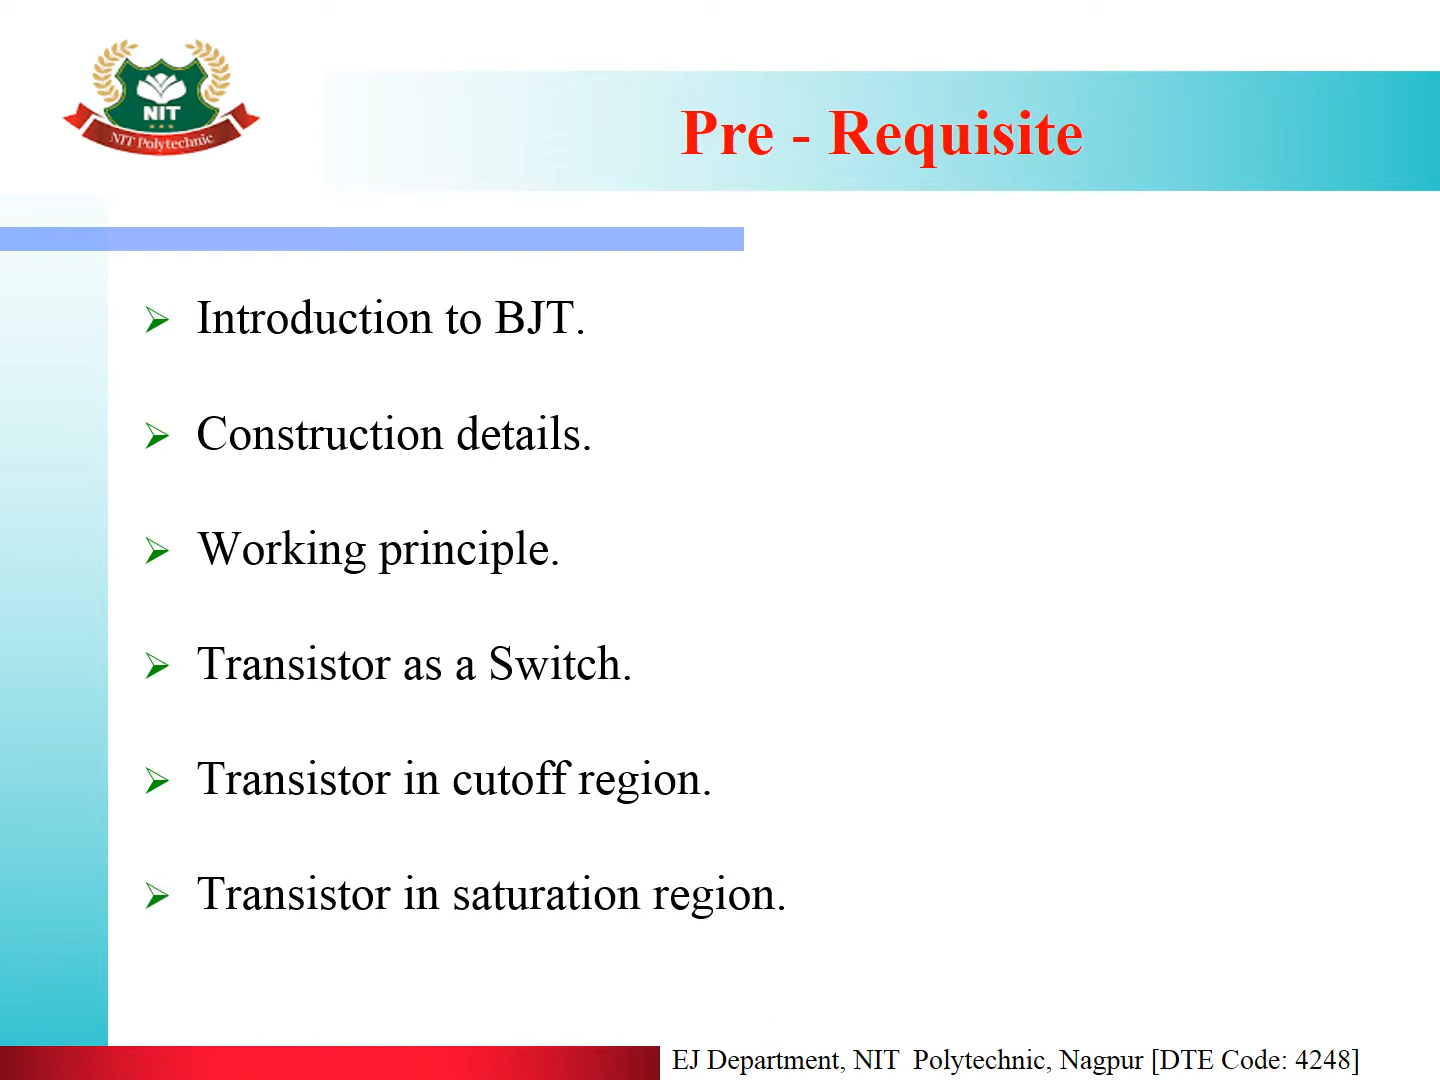 NIT
NIT Polytechnic
Pre - Requisite
Introduction to BJT.
Construction details.
Working principle.
Transistor as a Switch.
Transistor in cutoff region.
Transistor in saturation region.
EJ Department, NIT  Polytechnic, Nagpur [DTE Code: 4248]